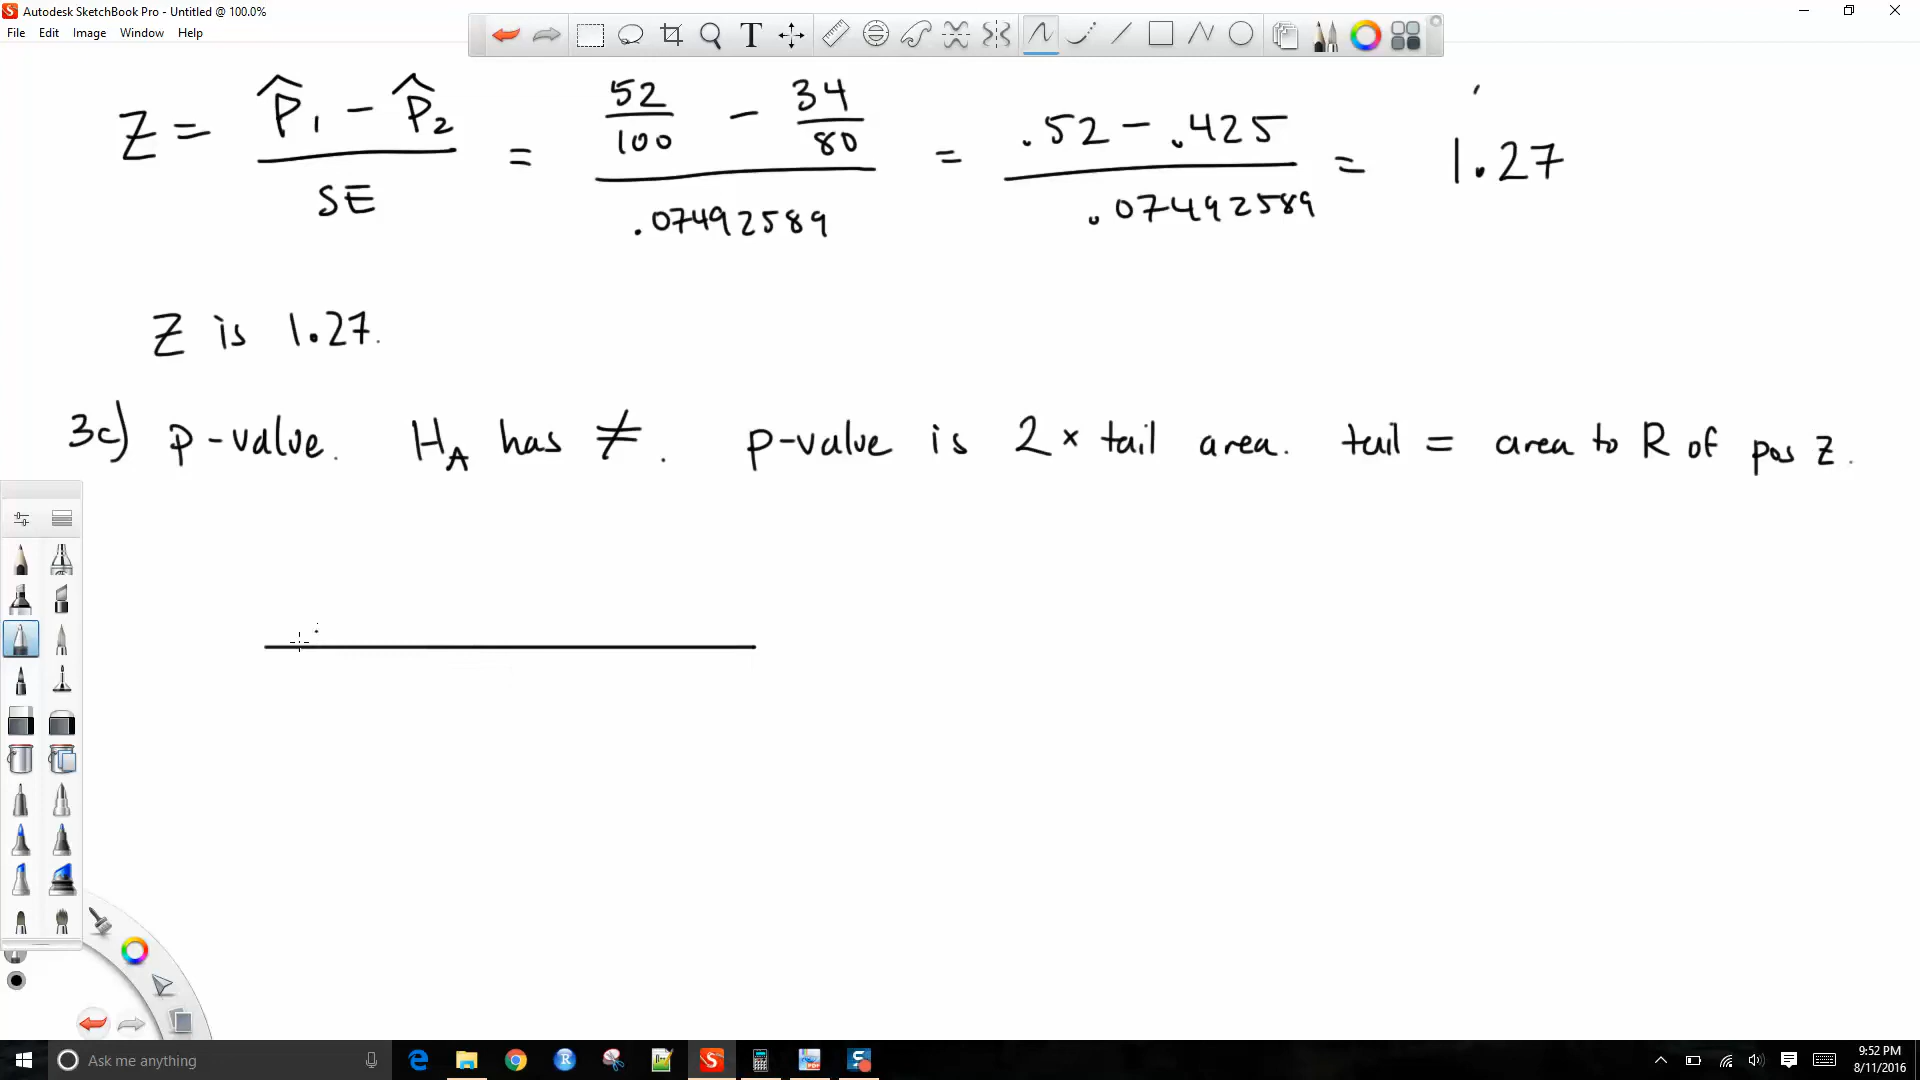 Autodesk SketchBook Pro - Untitled @ 100.0%
File Edit Image Window Help
Z = p̂₁ - p̂₂ / SE = 52/100 - 34/80 / .07492589 = .52 - .425 / .07492589 = 1.27
Z is 1.27.
3c) p-value. Hₐ has ≠. p-value is 2 × tail area. tail = area to R of pos z.
Ask me anything
9:52 PM
8/11/2016